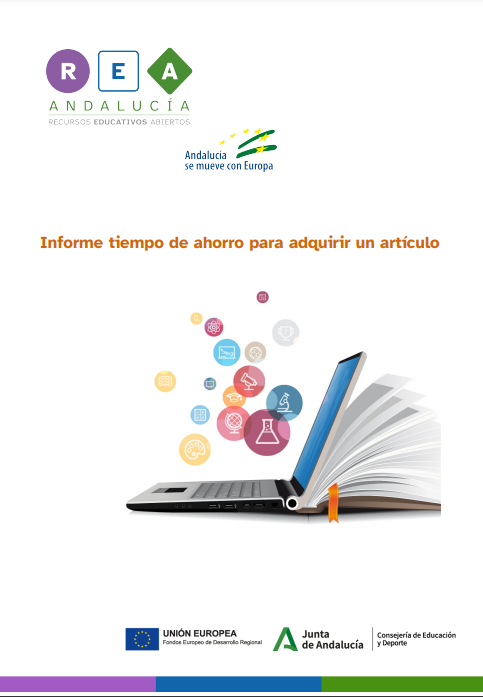 R E A
ANDALUCÍA
RECURSOS EDUCATIVOS ABIERTOS
Andalucía
se mueve con Europa
Informe tiempo de ahorro para adquirir un artículo
UNIÓN EUROPEA
Fondos Europeo de Desarrollo Regional
Junta
de Andalucía
Consejería de Educación
y Deporte